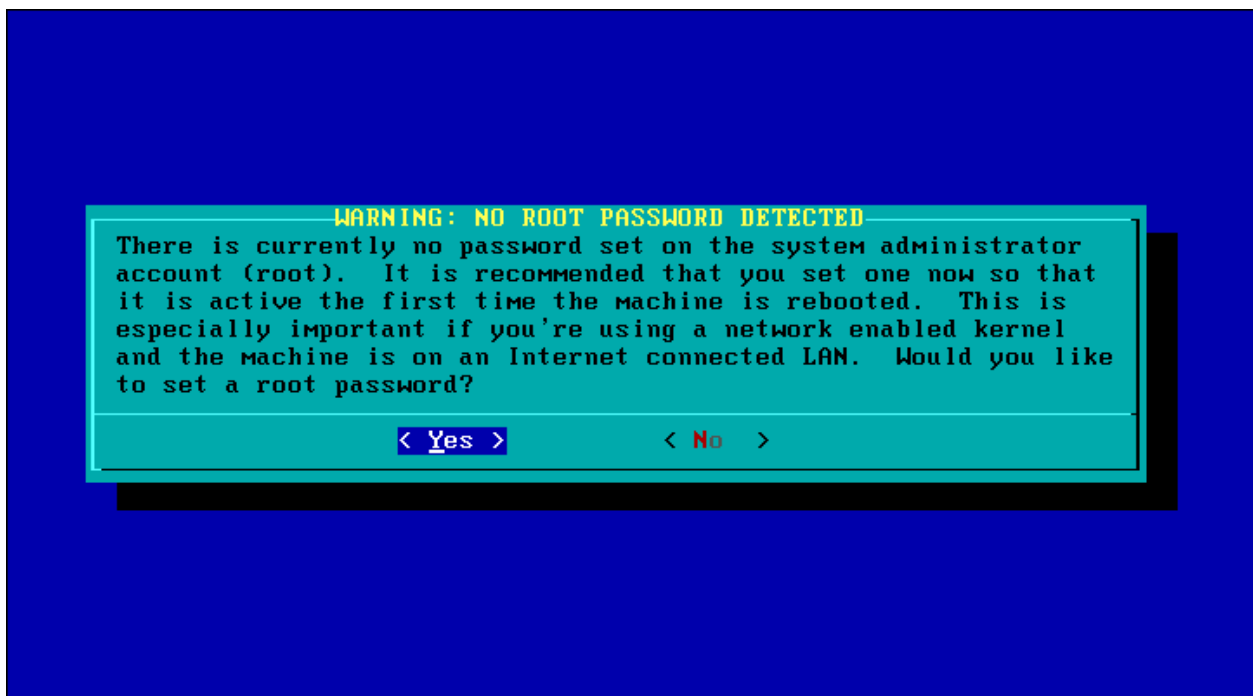 WARNING: NO ROOT PASSWORD DETECTED
There is currently no password set on the system administrator
account (root).  It is recommended that you set one now so that
it is active the first time the machine is rebooted.  This is
especially important if you're using a network enabled kernel
and the machine is on an Internet connected LAN.  Would you like
to set a root password?
< Yes > < No >